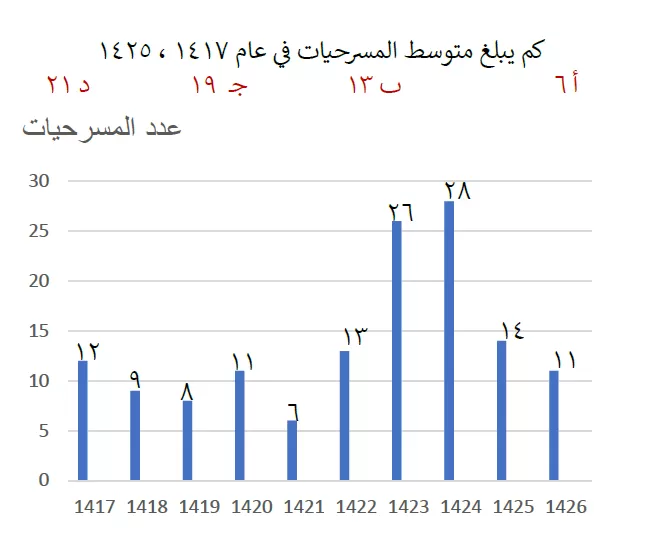 كم يبلغ متوسط المسرحيات في عام ١٤١٧ ، ١٤٢٥
أ ٦ ب ١٣ جـ ١٩ د ٢١
عدد المسرحيات
30
25
20
15
10
5
0
١٢ ٩ ٨ ١١ ٦ ١٣ ٢٦ ٢٨ ١٤ ١١
1417 1418 1419 1420 1421 1422 1423 1424 1425 1426